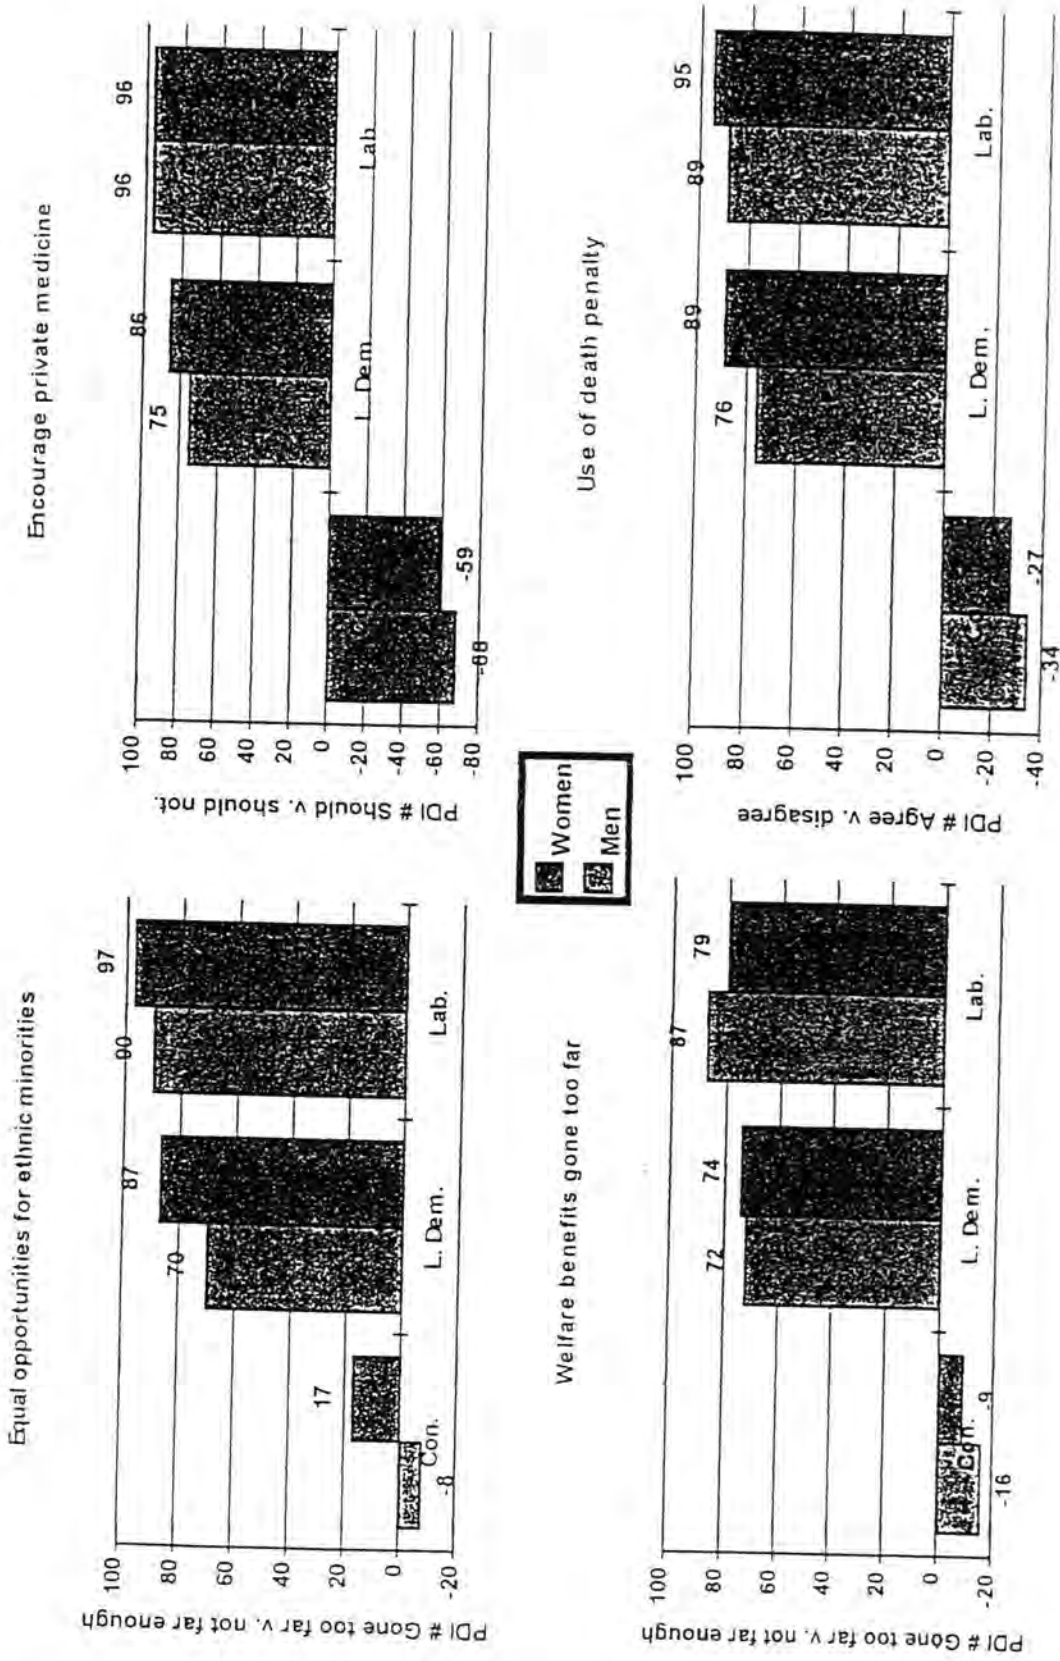 Equal opportunities for ethnic minorities
PDI # Gone too far v. not far enough
100
80
60
40
20
0
-20
-8
17
70
87
90
97
Con.
L. Dem.
Lab.
Encourage private medicine
PDI # Should v. should not.
100
80
60
40
20
0
-20
-40
-60
-80
-68
-59
75
86
96
96
L. Dem.
Lab
Women
Men
Welfare benefits gone too far
PDI # Gone too far v. not far enough
100
80
60
40
20
0
-20
-16
-9
72
74
87
79
Con.
L. Dem.
Lab.
Use of death penalty
PDI # Agree v. disagree
100
80
60
40
20
0
-20
-40
-34
-27
76
89
89
95
L. Dem.
Lab.